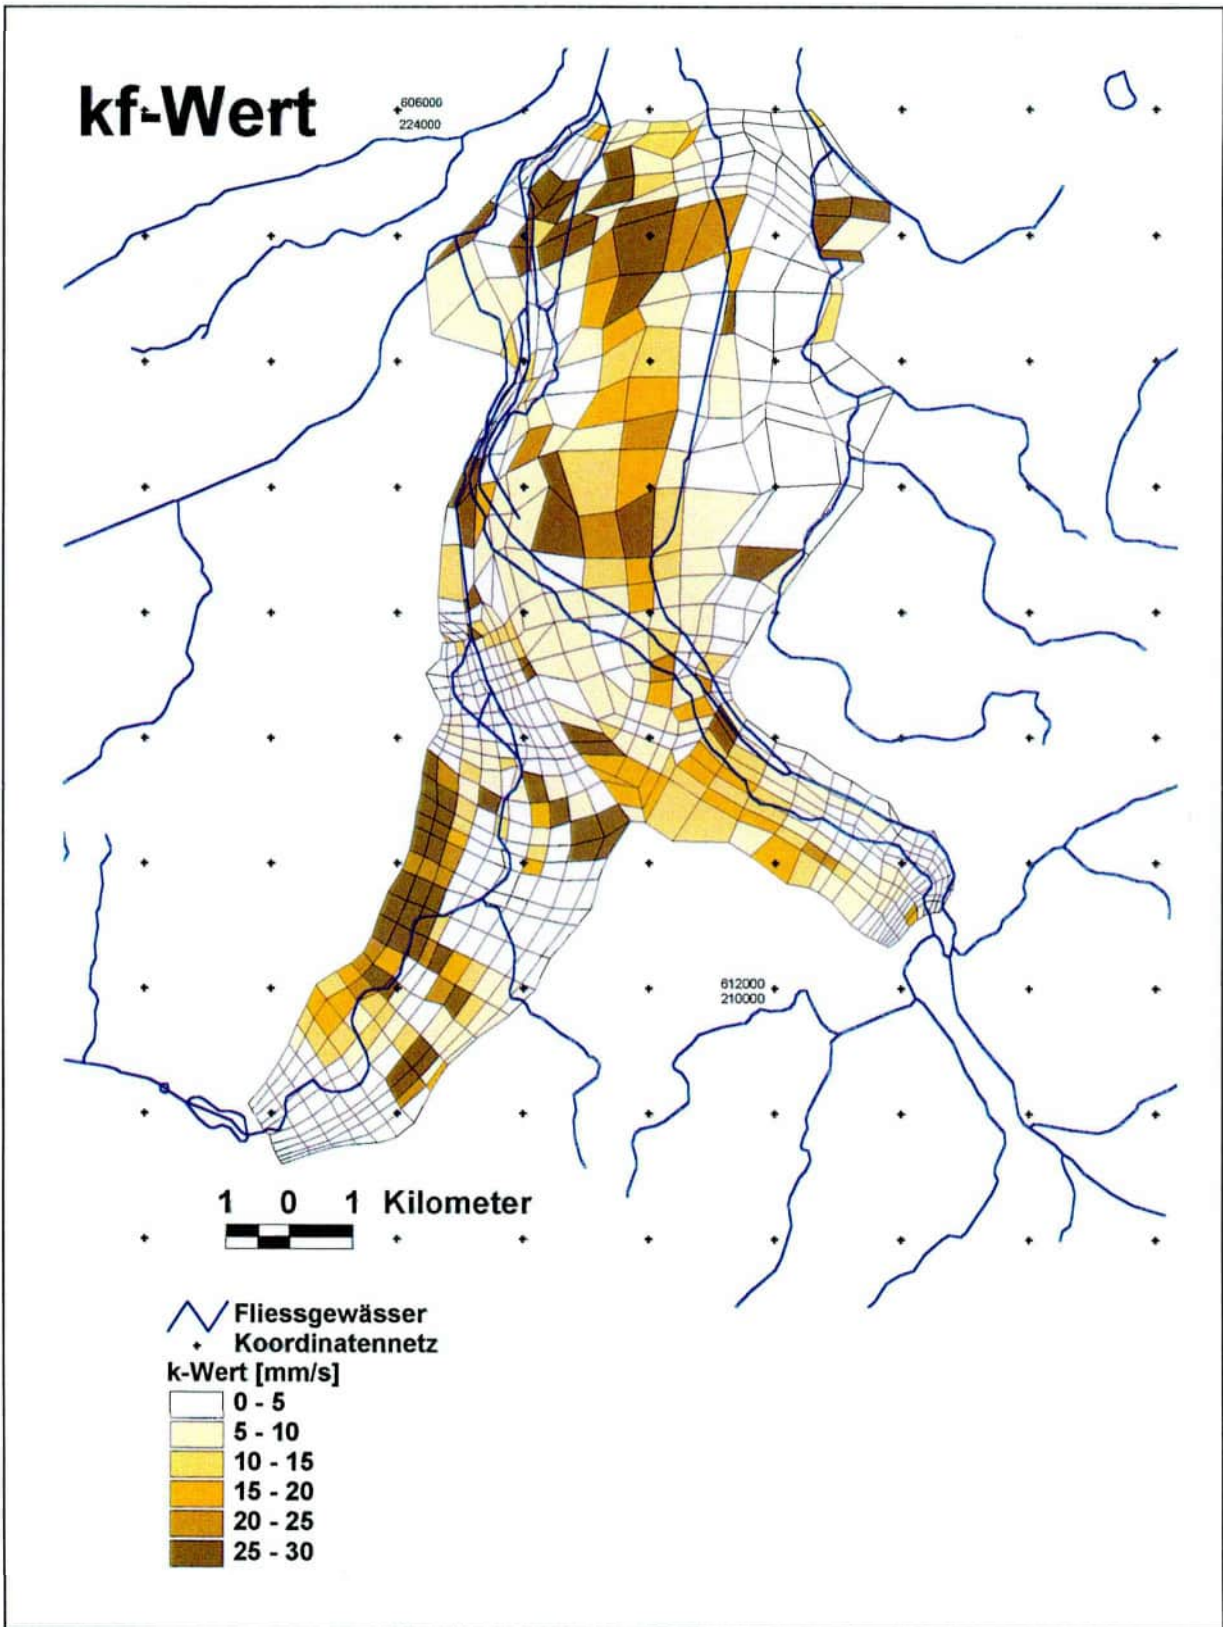 kf-Wert
606000
224000
612000
210000
1 0 1 Kilometer
Fliessgewässer
Koordinatennetz
k-Wert [mm/s]
0 - 5
5 - 10
10 - 15
15 - 20
20 - 25
25 - 30